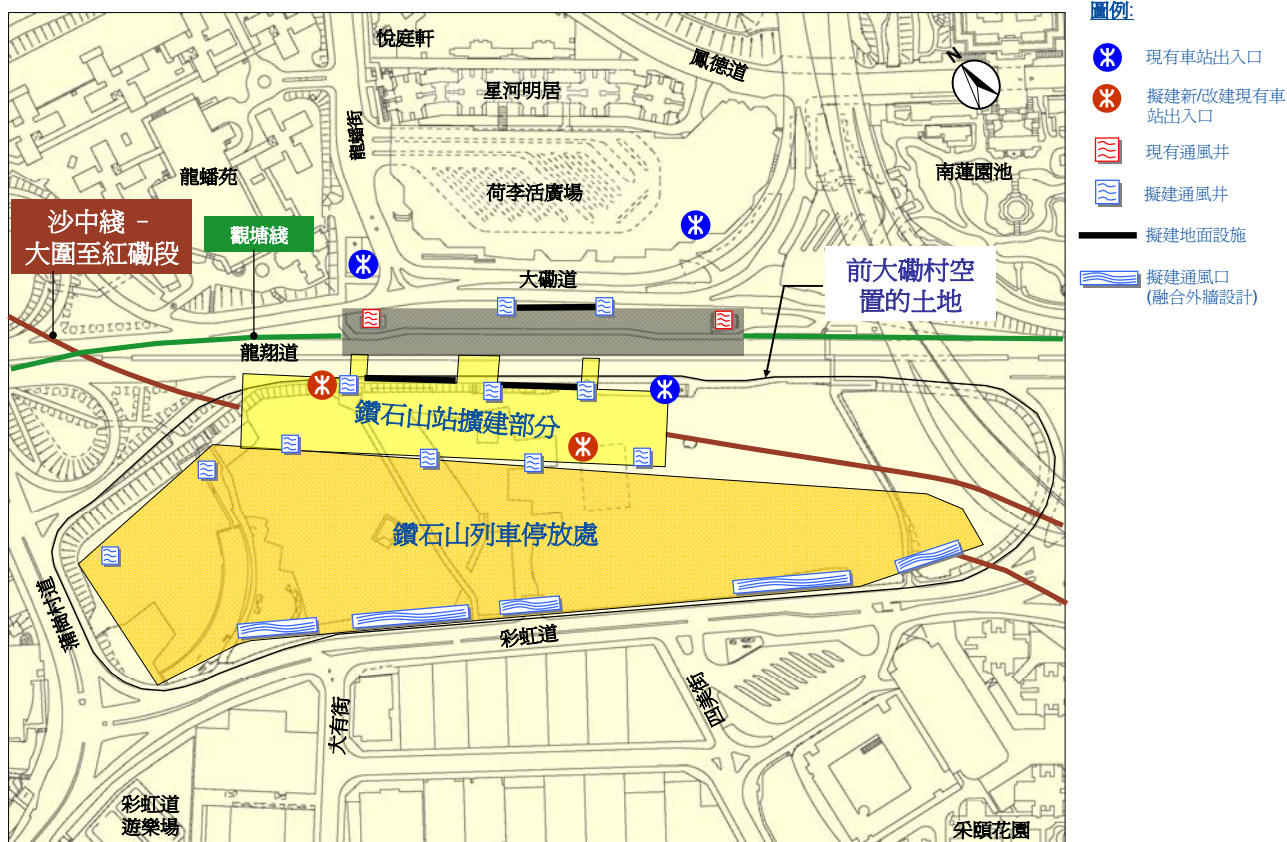 圖例:
現有車站出入口
擬建新/改建現有車
站出入口
現有通風井
擬建通風井
擬建地面設施
擬建通風口
(融合外牆設計)
悅庭軒
鳳德道
N
星河明居
龍蟠街
龍蟠苑
荷李活廣場
南蓮園池
沙中綫 -
大圍至紅磡段
觀塘綫
大磡道
前大磡村空
置的土地
龍翔道
鑽石山站擴建部分
鑽石山列車停放處
蒲崗村道
彩虹道
大有街
四美街
彩虹道
遊樂場
采頤花園